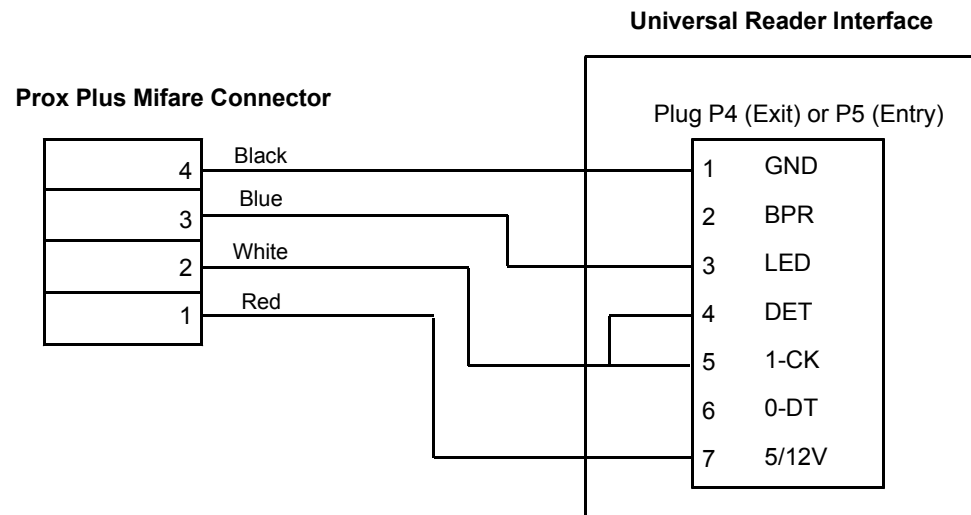 Universal Reader Interface
Prox Plus Mifare Connector
Plug P4 (Exit) or P5 (Entry)
4 Black 1 GND
3 Blue 2 BPR
2 White 3 LED
1 Red 4 DET
5 1-CK
6 0-DT
7 5/12V